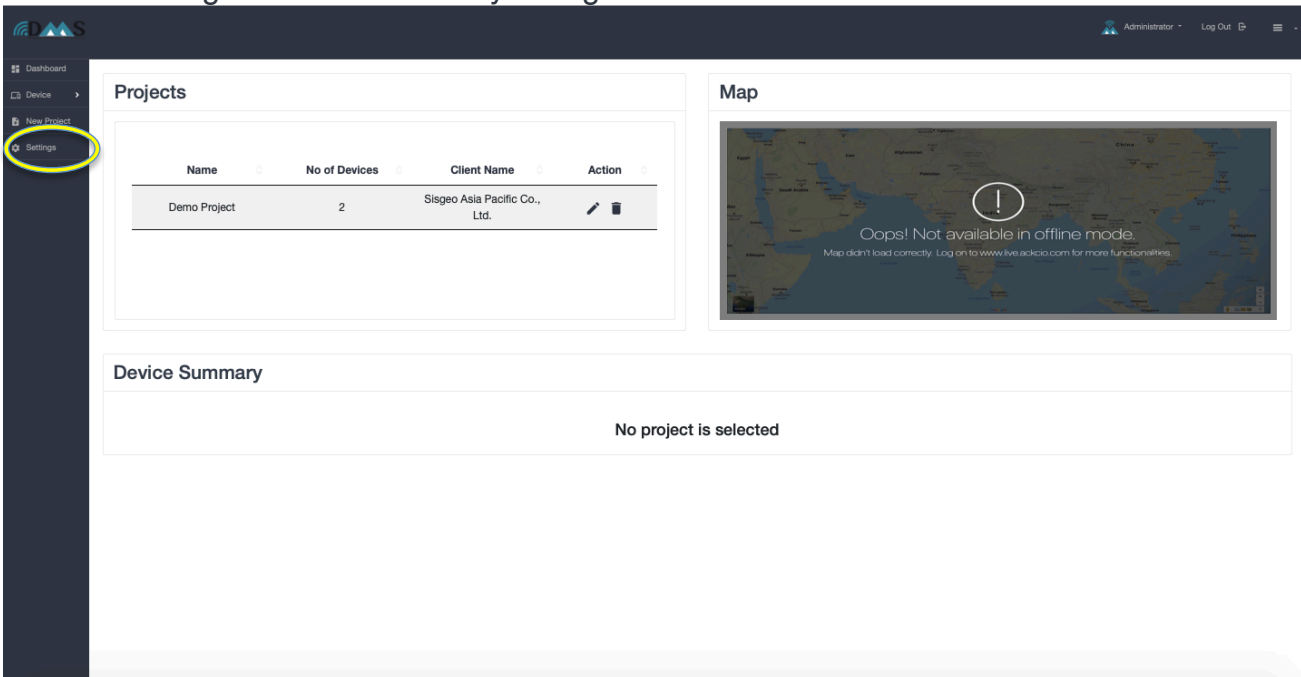 DMS
Administrator
Log Out
Dashboard
Device
New Project
Settings
Projects
Name
No of Devices
Client Name
Action
Demo Project
2
Sisgeo Asia Pacific Co.,
Ltd.
Map
China
Oops! Not available in offline mode.
Map didn't load correctly. Log on to www.live.ackcio.com for more functionalities.
Device Summary
No project is selected